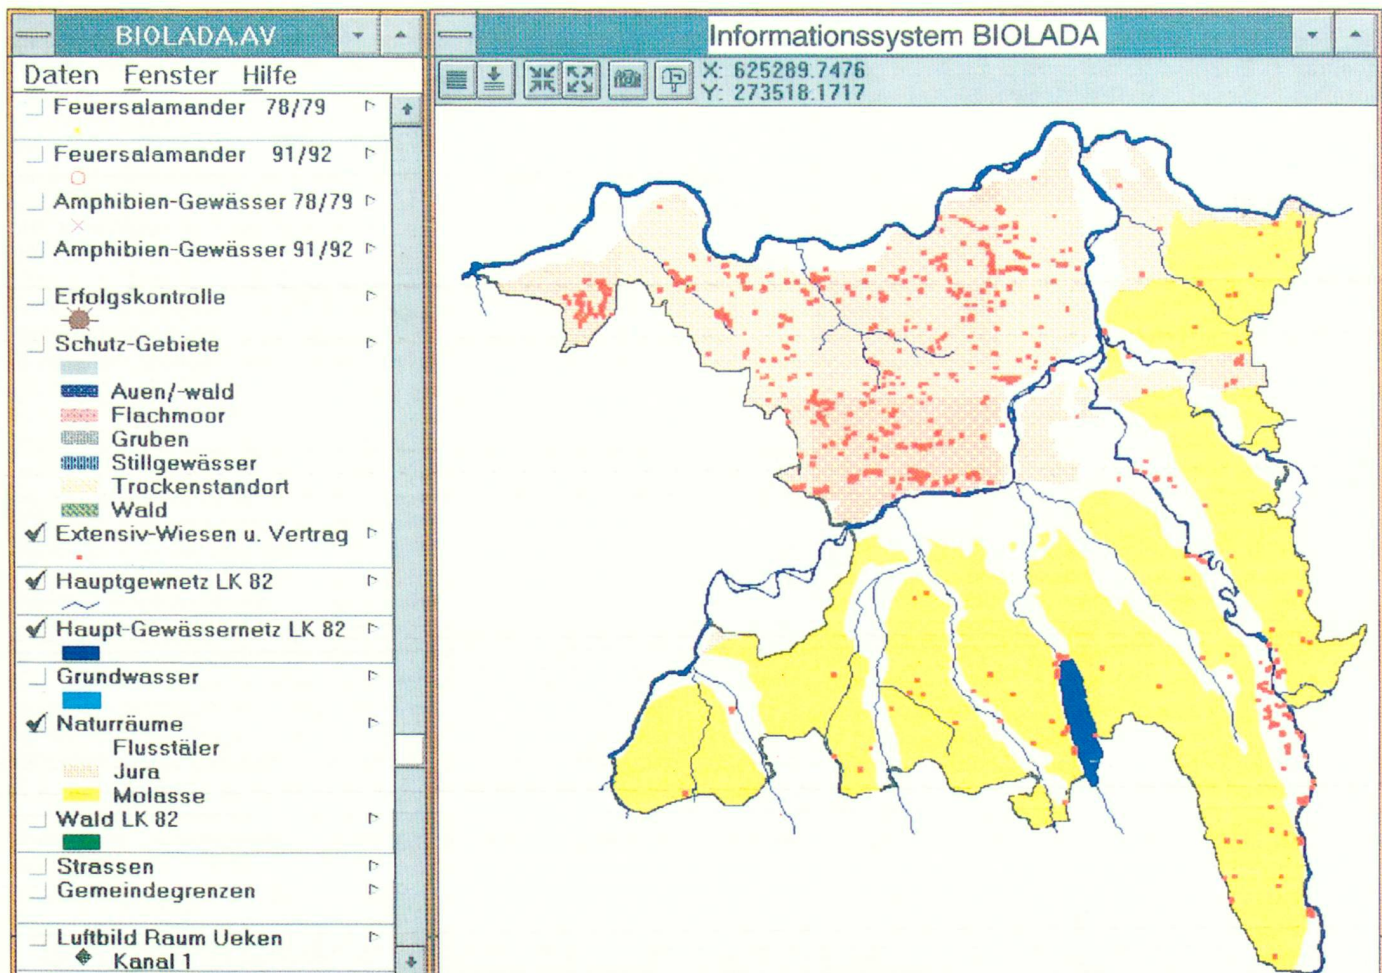 BIOLADA.AV
Daten Fenster Hilfe
Feuersalamander 78/79
Feuersalamander 91/92
Amphibien-Gewässer 78/79
Amphibien-Gewässer 91/92
Erfolgskontrolle
Schutz-Gebiete
Auen/-wald
Flachmoor
Gruben
Stillgewässer
Trockenstandort
Wald
Extensiv-Wiesen u. Vertrag
Hauptgewnetz LK 82
Haupt-Gewässernetz LK 82
Grundwasser
Naturräume
Flusstäler
Jura
Molasse
Wald LK 82
Strassen
Gemeindegrenzen
Luftbild Raum Ueken
Kanal 1
Informationssystem BIOLADA
X: 625289.7476
Y: 273518.1717